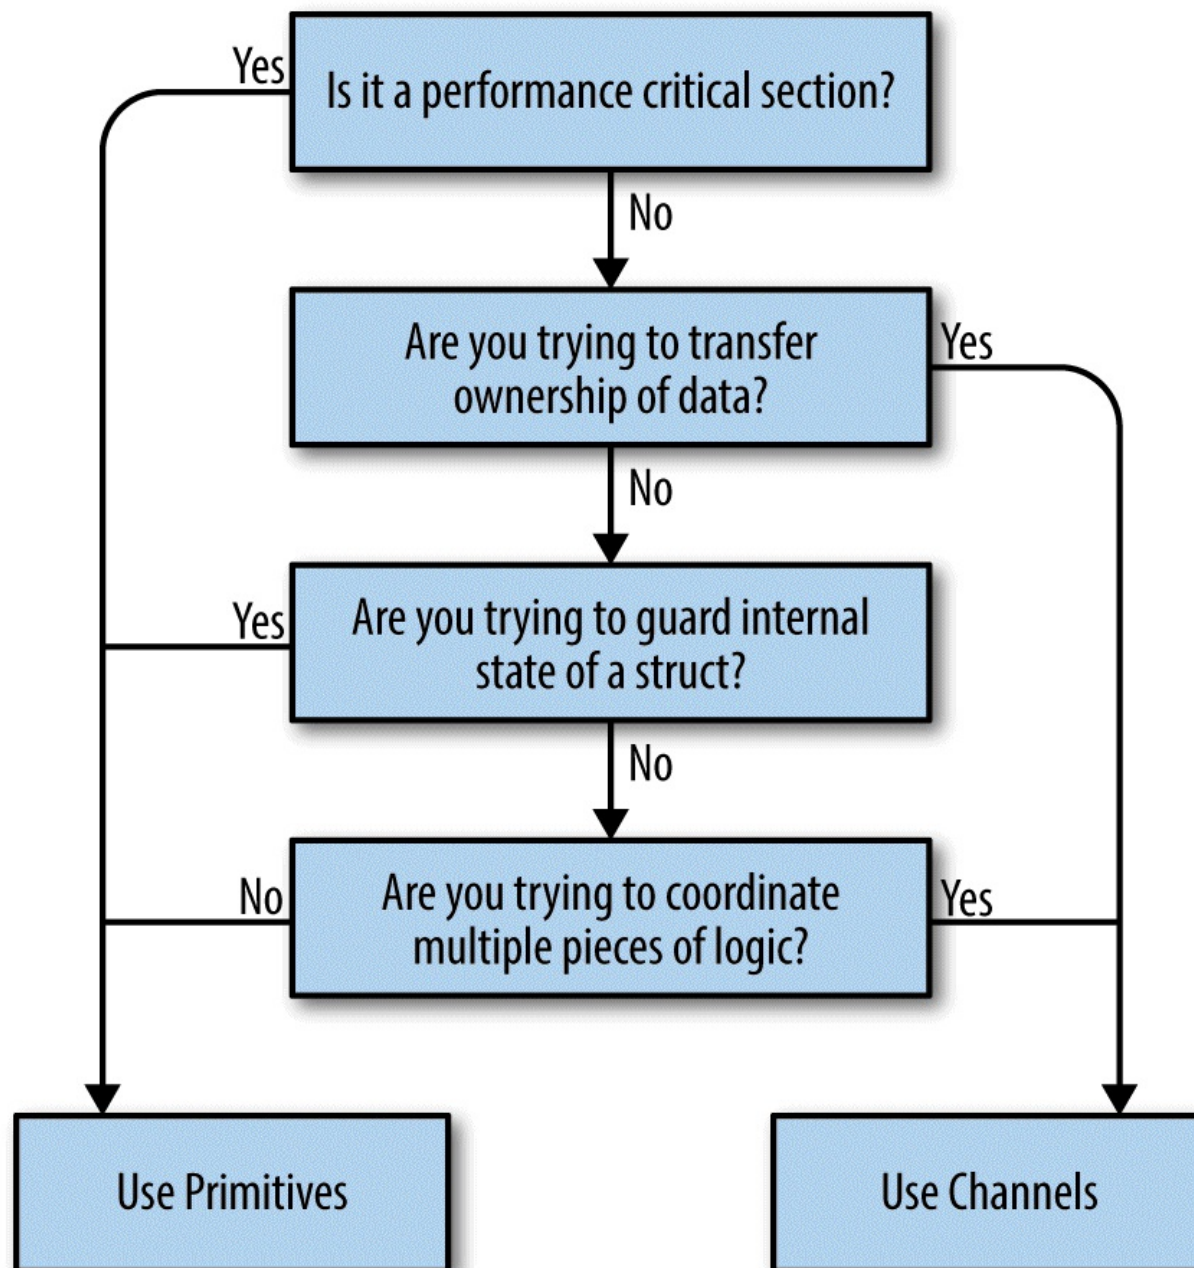 Yes
Is it a performance critical section?
No
Are you trying to transfer
ownership of data?
Yes
No
Yes
Are you trying to guard internal
state of a struct?
No
No
Are you trying to coordinate
multiple pieces of logic?
Yes
Use Primitives
Use Channels